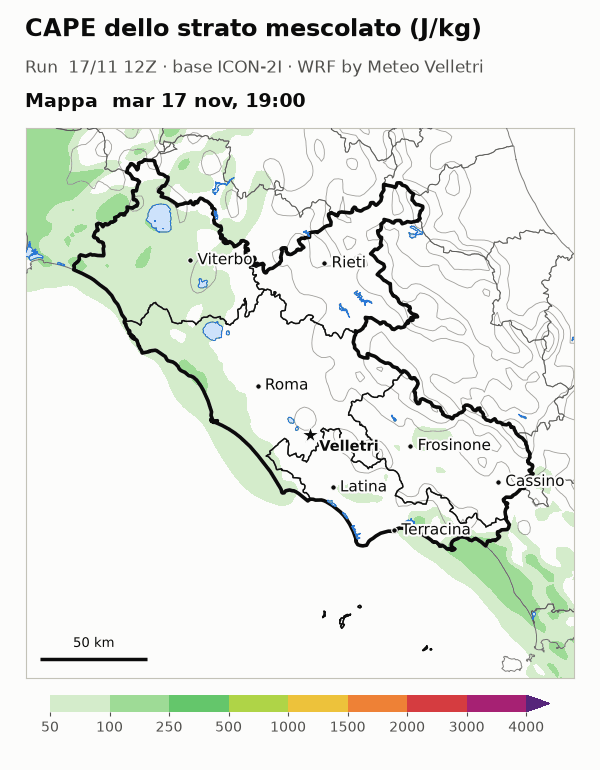 CAPE dello strato mescolato (J/kg)
Run  17/11 12Z · base ICON-2I · WRF by Meteo Velletri
Mappa  mar 17 nov, 19:00
Viterbo
Rieti
Roma
Velletri
Frosinone
Cassino
Latina
Terracina
50 km
50 100 250 500 1000 1500 2000 3000 4000